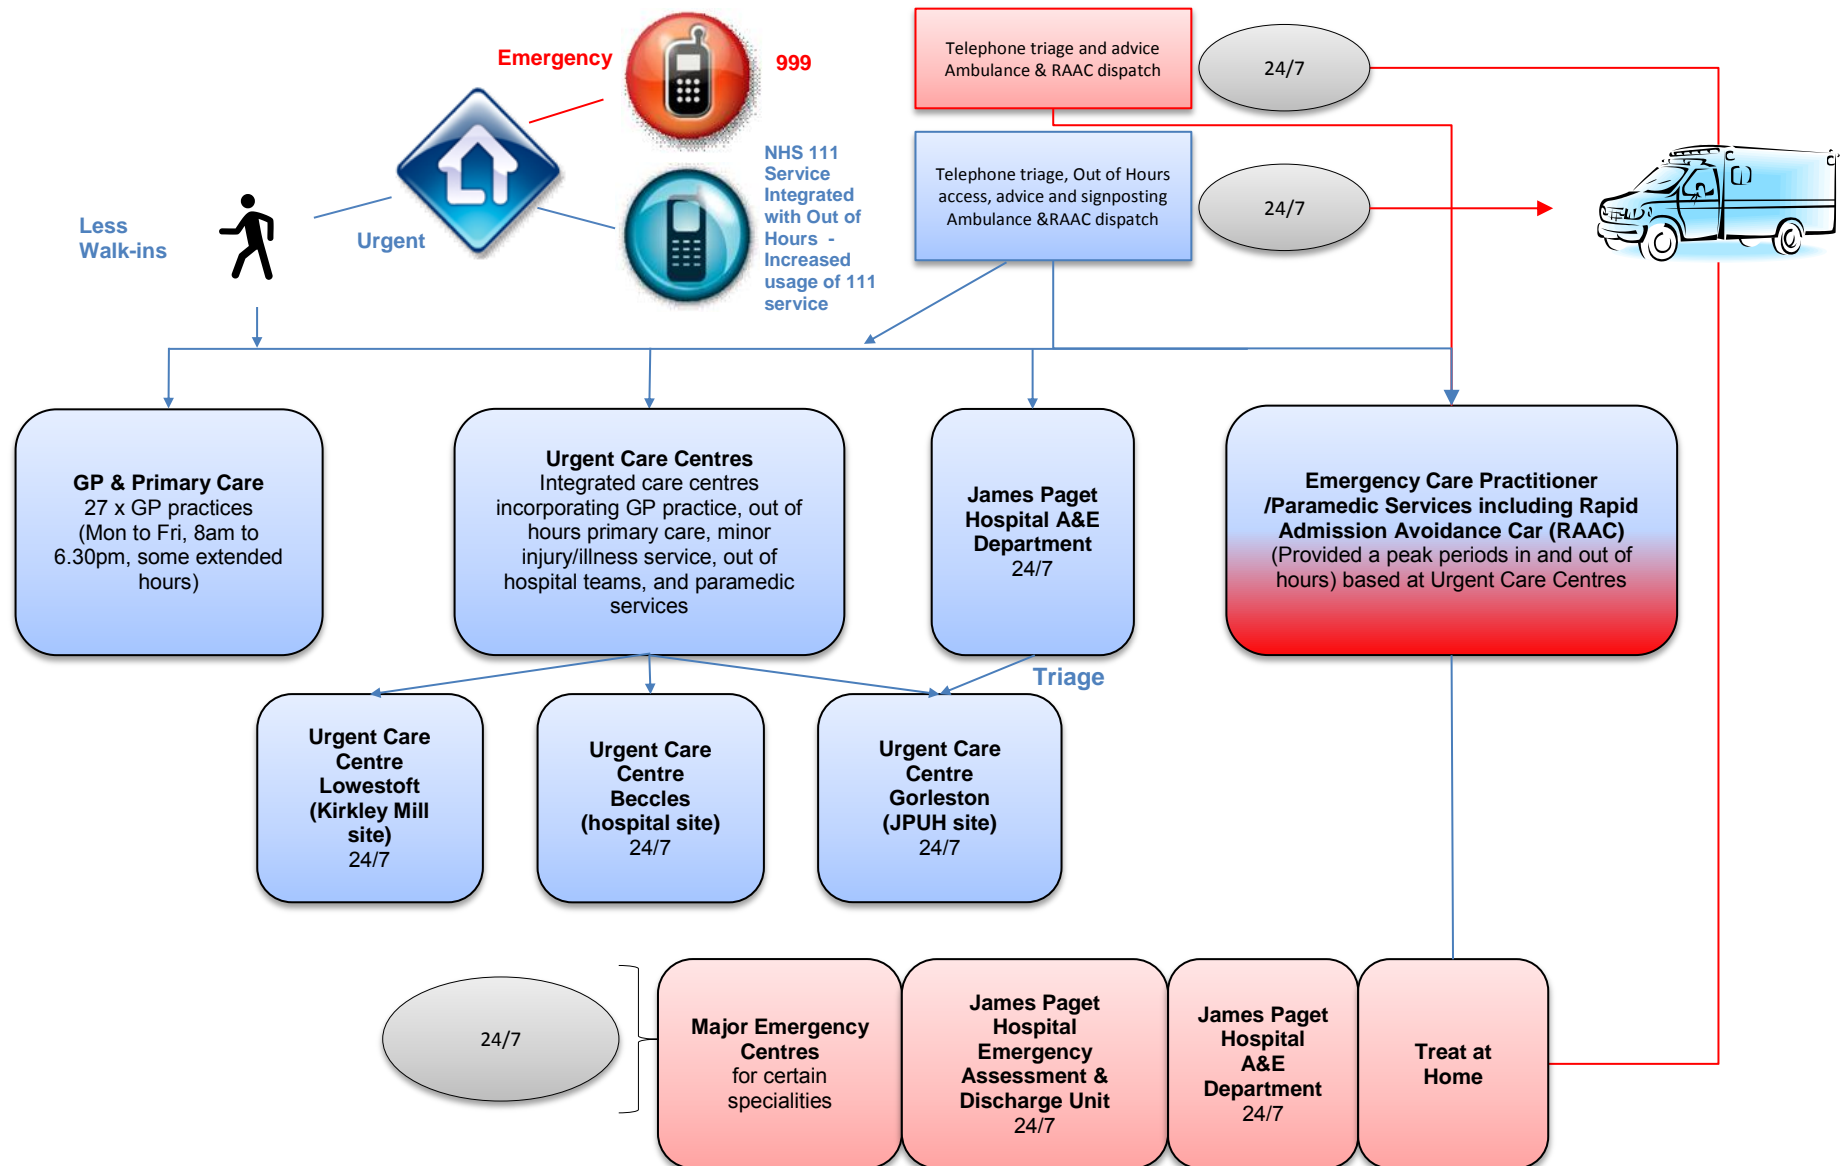 Emergency
999
Telephone triage and advice
Ambulance & RAAC dispatch
24/7
NHS 111
Service
Integrated
with Out of
Hours -
Increased
usage of 111
service
Telephone triage, Out of Hours
access, advice and signposting
Ambulance &RAAC dispatch
24/7
Less
Walk-ins
Urgent
GP & Primary Care
27 x GP practices
(Mon to Fri, 8am to
6.30pm, some extended
hours)
Urgent Care Centres
Integrated care centres
incorporating GP practice, out of
hours primary care, minor
injury/illness service, out of
hospital teams, and paramedic
services
James Paget
Hospital A&E
Department
24/7
Emergency Care Practitioner
/Paramedic Services including Rapid
Admission Avoidance Car (RAAC)
(Provided a peak periods in and out of
hours) based at Urgent Care Centres
Triage
Urgent Care
Centre
Lowestoft
(Kirkley Mill
site)
24/7
Urgent Care
Centre
Beccles
(hospital site)
24/7
Urgent Care
Centre
Gorleston
(JPUH site)
24/7
24/7
Major Emergency
Centres
for certain
specialities
James Paget
Hospital
Emergency
Assessment &
Discharge Unit
24/7
James Paget
Hospital
A&E
Department
24/7
Treat at
Home